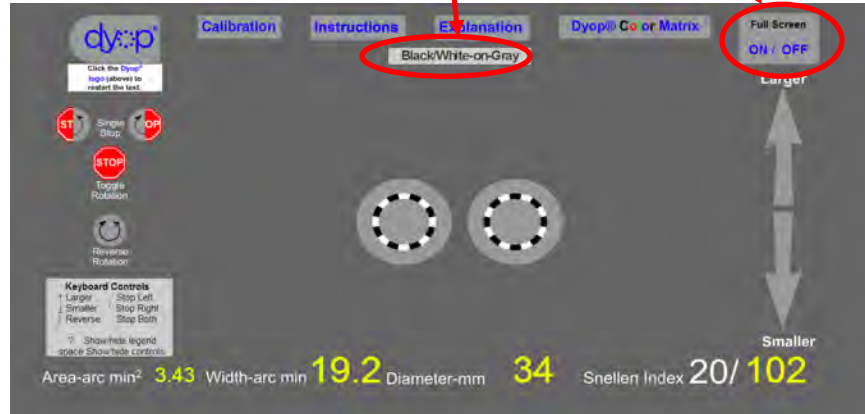 dyop®
Calibration
Instructions
Explanation
Dyop® Color Matrix
Full Screen
ON / OFF
Black/White-on-Gray
Click the Dyop®
logo (above) to
restart the test.
Larger
ST
Single
Stop
OP
STOP
Toggle
Rotation
Reverse
Rotation
Keyboard Controls
↑ Larger Stop Left
↓ Smaller Stop Right
Reverse Stop Both
? Show/hide legend
space Show/hide controls
Smaller
Area-arc min² 3.43 Width-arc min 19.2 Diameter-mm 34 Snellen Index 20/ 102